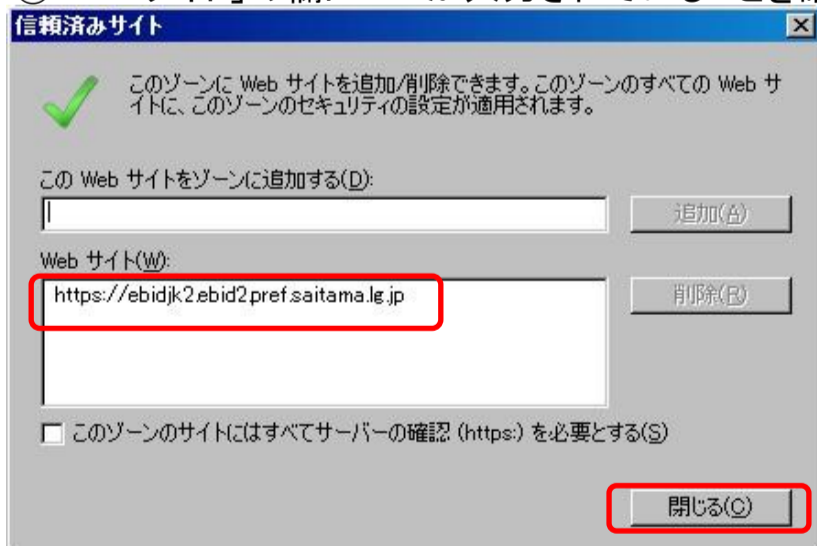 信頼済みサイト
このゾーンに Web サイトを追加/削除できます。このゾーンのすべての Web サ
イトに、このゾーンのセキュリティの設定が適用されます。
この Web サイトをゾーンに追加する(D):
追加(A)
Web サイト(W):
https://ebidjk2.ebid2.pref.saitama.lg.jp
削除(R)
このゾーンのサイトにはすべてサーバーの確認 (https:) を必要とする(S)
閉じる(C)